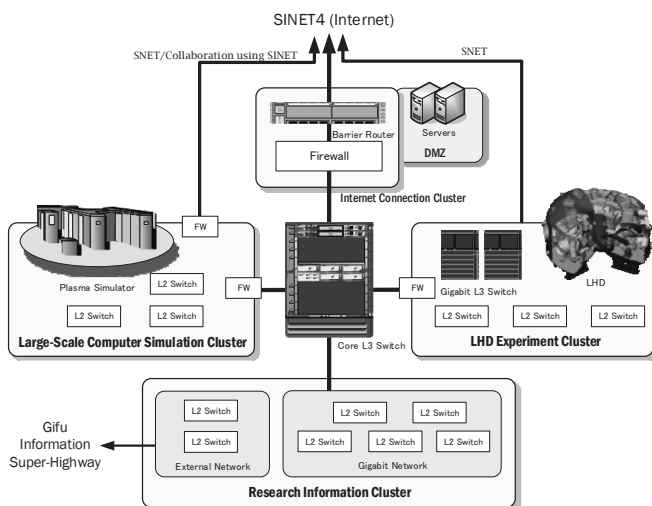 SINET4 (Internet)
SNET/Collaboration using SINET
SNET
Barrier Router
Firewall
Servers
DMZ
Internet Connection Cluster
FW
Plasma Simulator
L2 Switch
L2 Switch
L2 Switch
Large-Scale Computer Simulation Cluster
FW
Core L3 Switch
FW
Gigabit L3 Switch
LHD
L2 Switch
L2 Switch
L2 Switch
LHD Experiment Cluster
Gifu
Information
Super-Highway
L2 Switch
L2 Switch
External Network
L2 Switch
L2 Switch
L2 Switch
L2 Switch
L2 Switch
Gigabit Network
Research Information Cluster